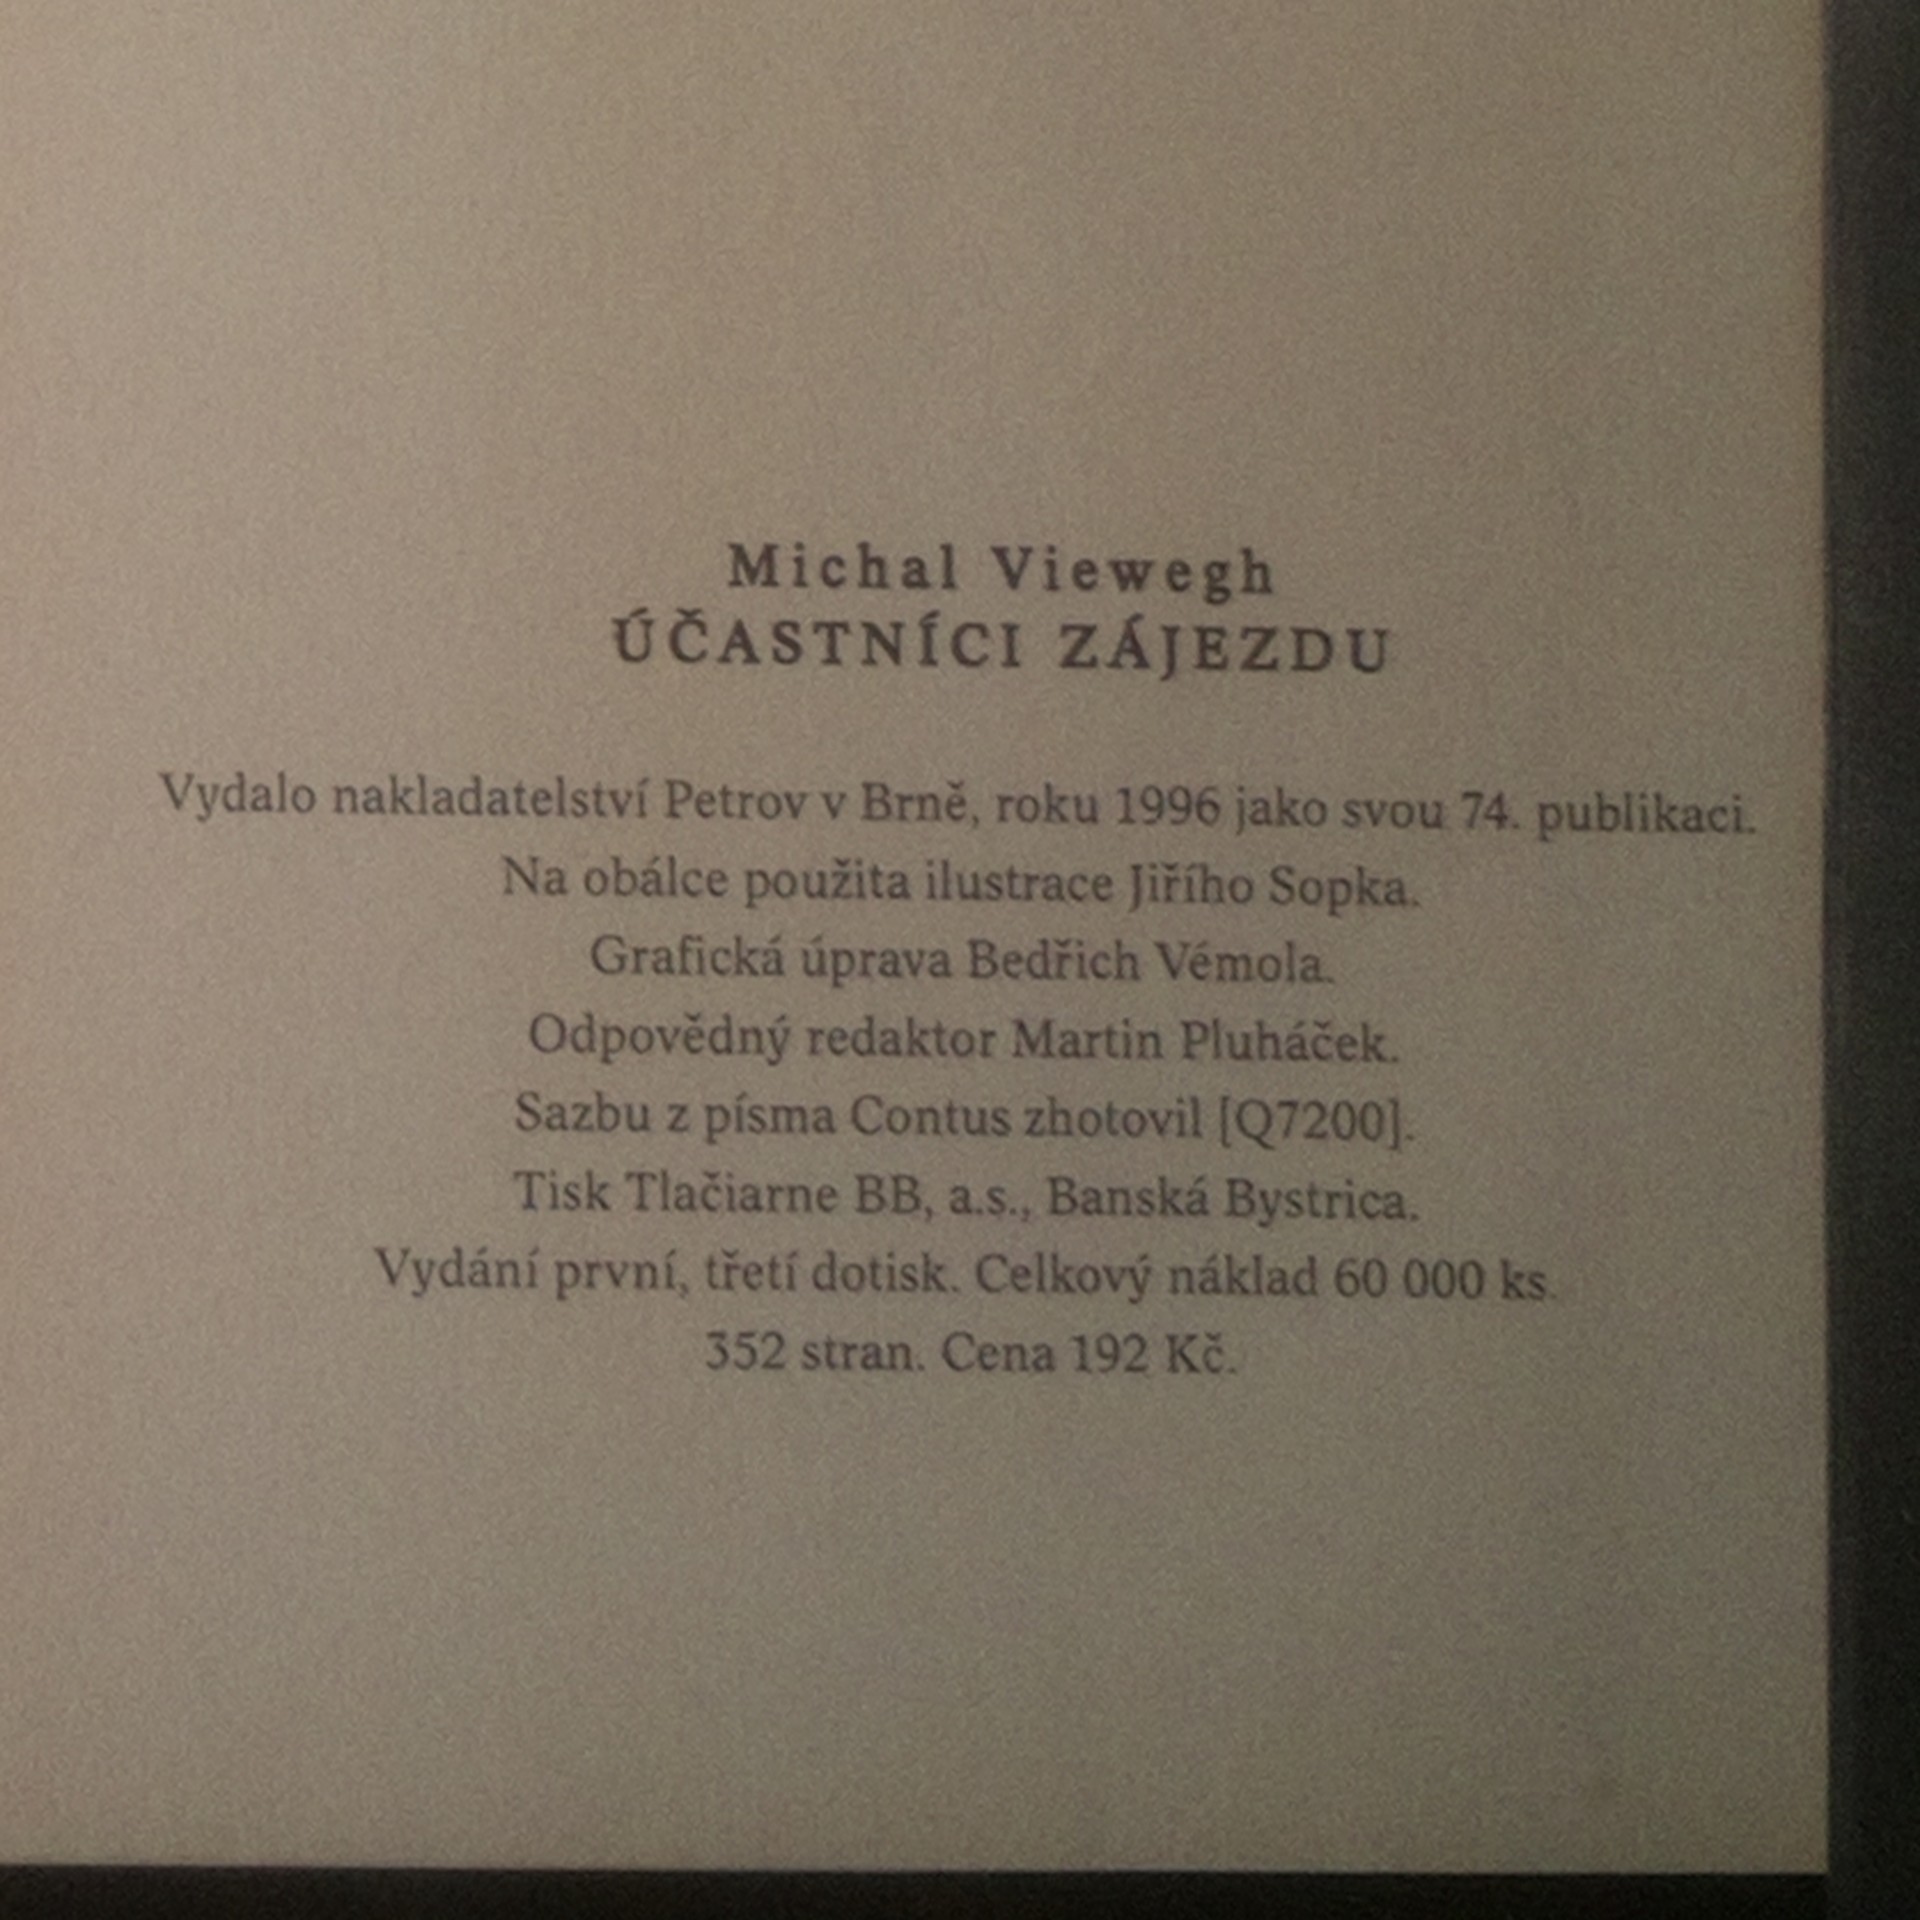 Michal Viewegh
ÚČASTNÍCI ZÁJEZDU
Vydalo nakladatelství Petrov v Brně, roku 1996 jako svou 74. publikaci.
Na obálce použita ilustrace Jiřího Sopka.
Grafická úprava Bedřich Vémola.
Odpovědný redaktor Martin Pluháček.
Sazbu z písma Contus zhotovil [Q7200].
Tisk Tlačiarne BB, a.s., Banská Bystrica.
Vydání první, třetí dotisk. Celkový náklad 60 000 ks.
352 stran. Cena 192 Kč.